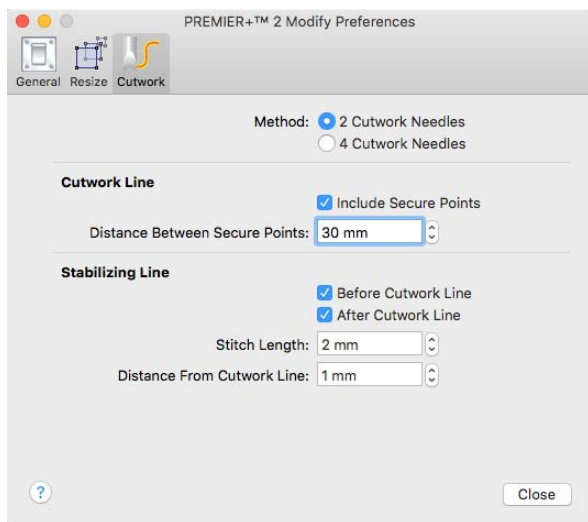 PREMIER+™ 2 Modify Preferences
General Resize Cutwork
Method: 2 Cutwork Needles
4 Cutwork Needles
Cutwork Line
Include Secure Points
Distance Between Secure Points: 30 mm
Stabilizing Line
Before Cutwork Line
After Cutwork Line
Stitch Length: 2 mm
Distance From Cutwork Line: 1 mm
? Close